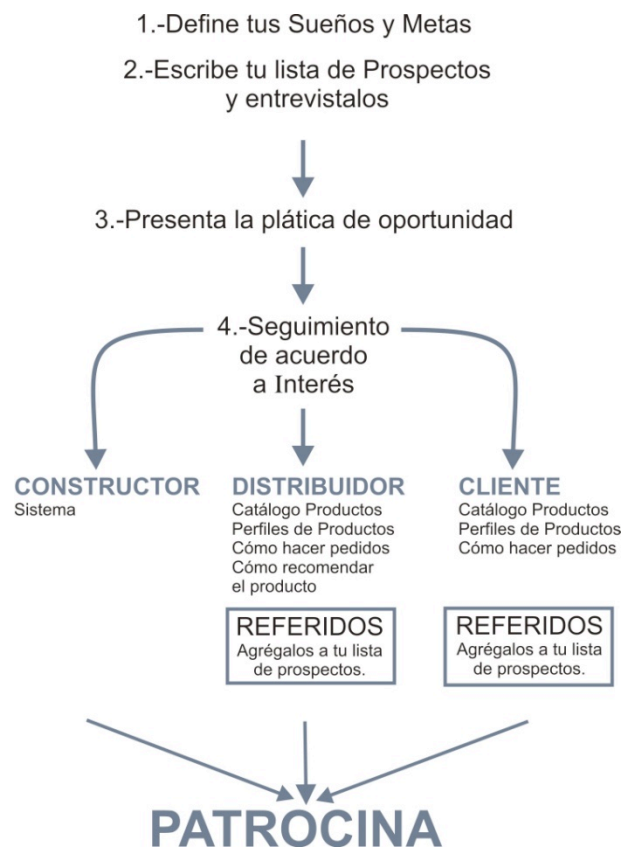 1.-Define tus Sueños y Metas
2.-Escribe tu lista de Prospectos
y entrevistalos
3.-Presenta la plática de oportunidad
4.-Seguimiento
de acuerdo
a Interés
CONSTRUCTOR
Sistema
DISTRIBUIDOR
Catálogo Productos
Perfiles de Productos
Cómo hacer pedidos
Cómo recomendar
el producto
REFERIDOS
Agrégalos a tu lista
de prospectos.
CLIENTE
Catálogo Productos
Perfiles de Productos
Cómo hacer pedidos
REFERIDOS
Agrégalos a tu lista
de prospectos.
PATROCINA